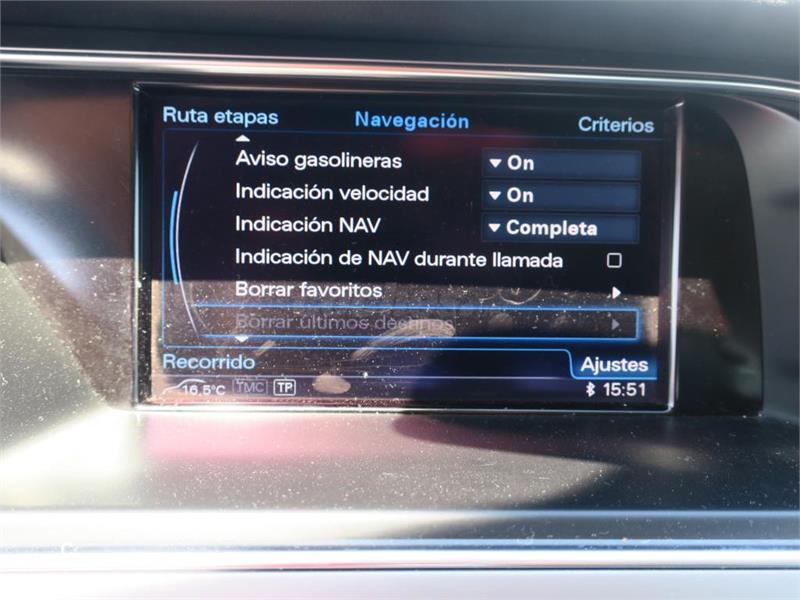 Ruta etapas Navegación Criterios
Aviso gasolineras On
Indicación velocidad On
Indicación NAV Completa
Indicación de NAV durante llamada
Borrar favoritos
Borrar últimos destinos
Recorrido Ajustes
16.5°C TMC TP 15:51